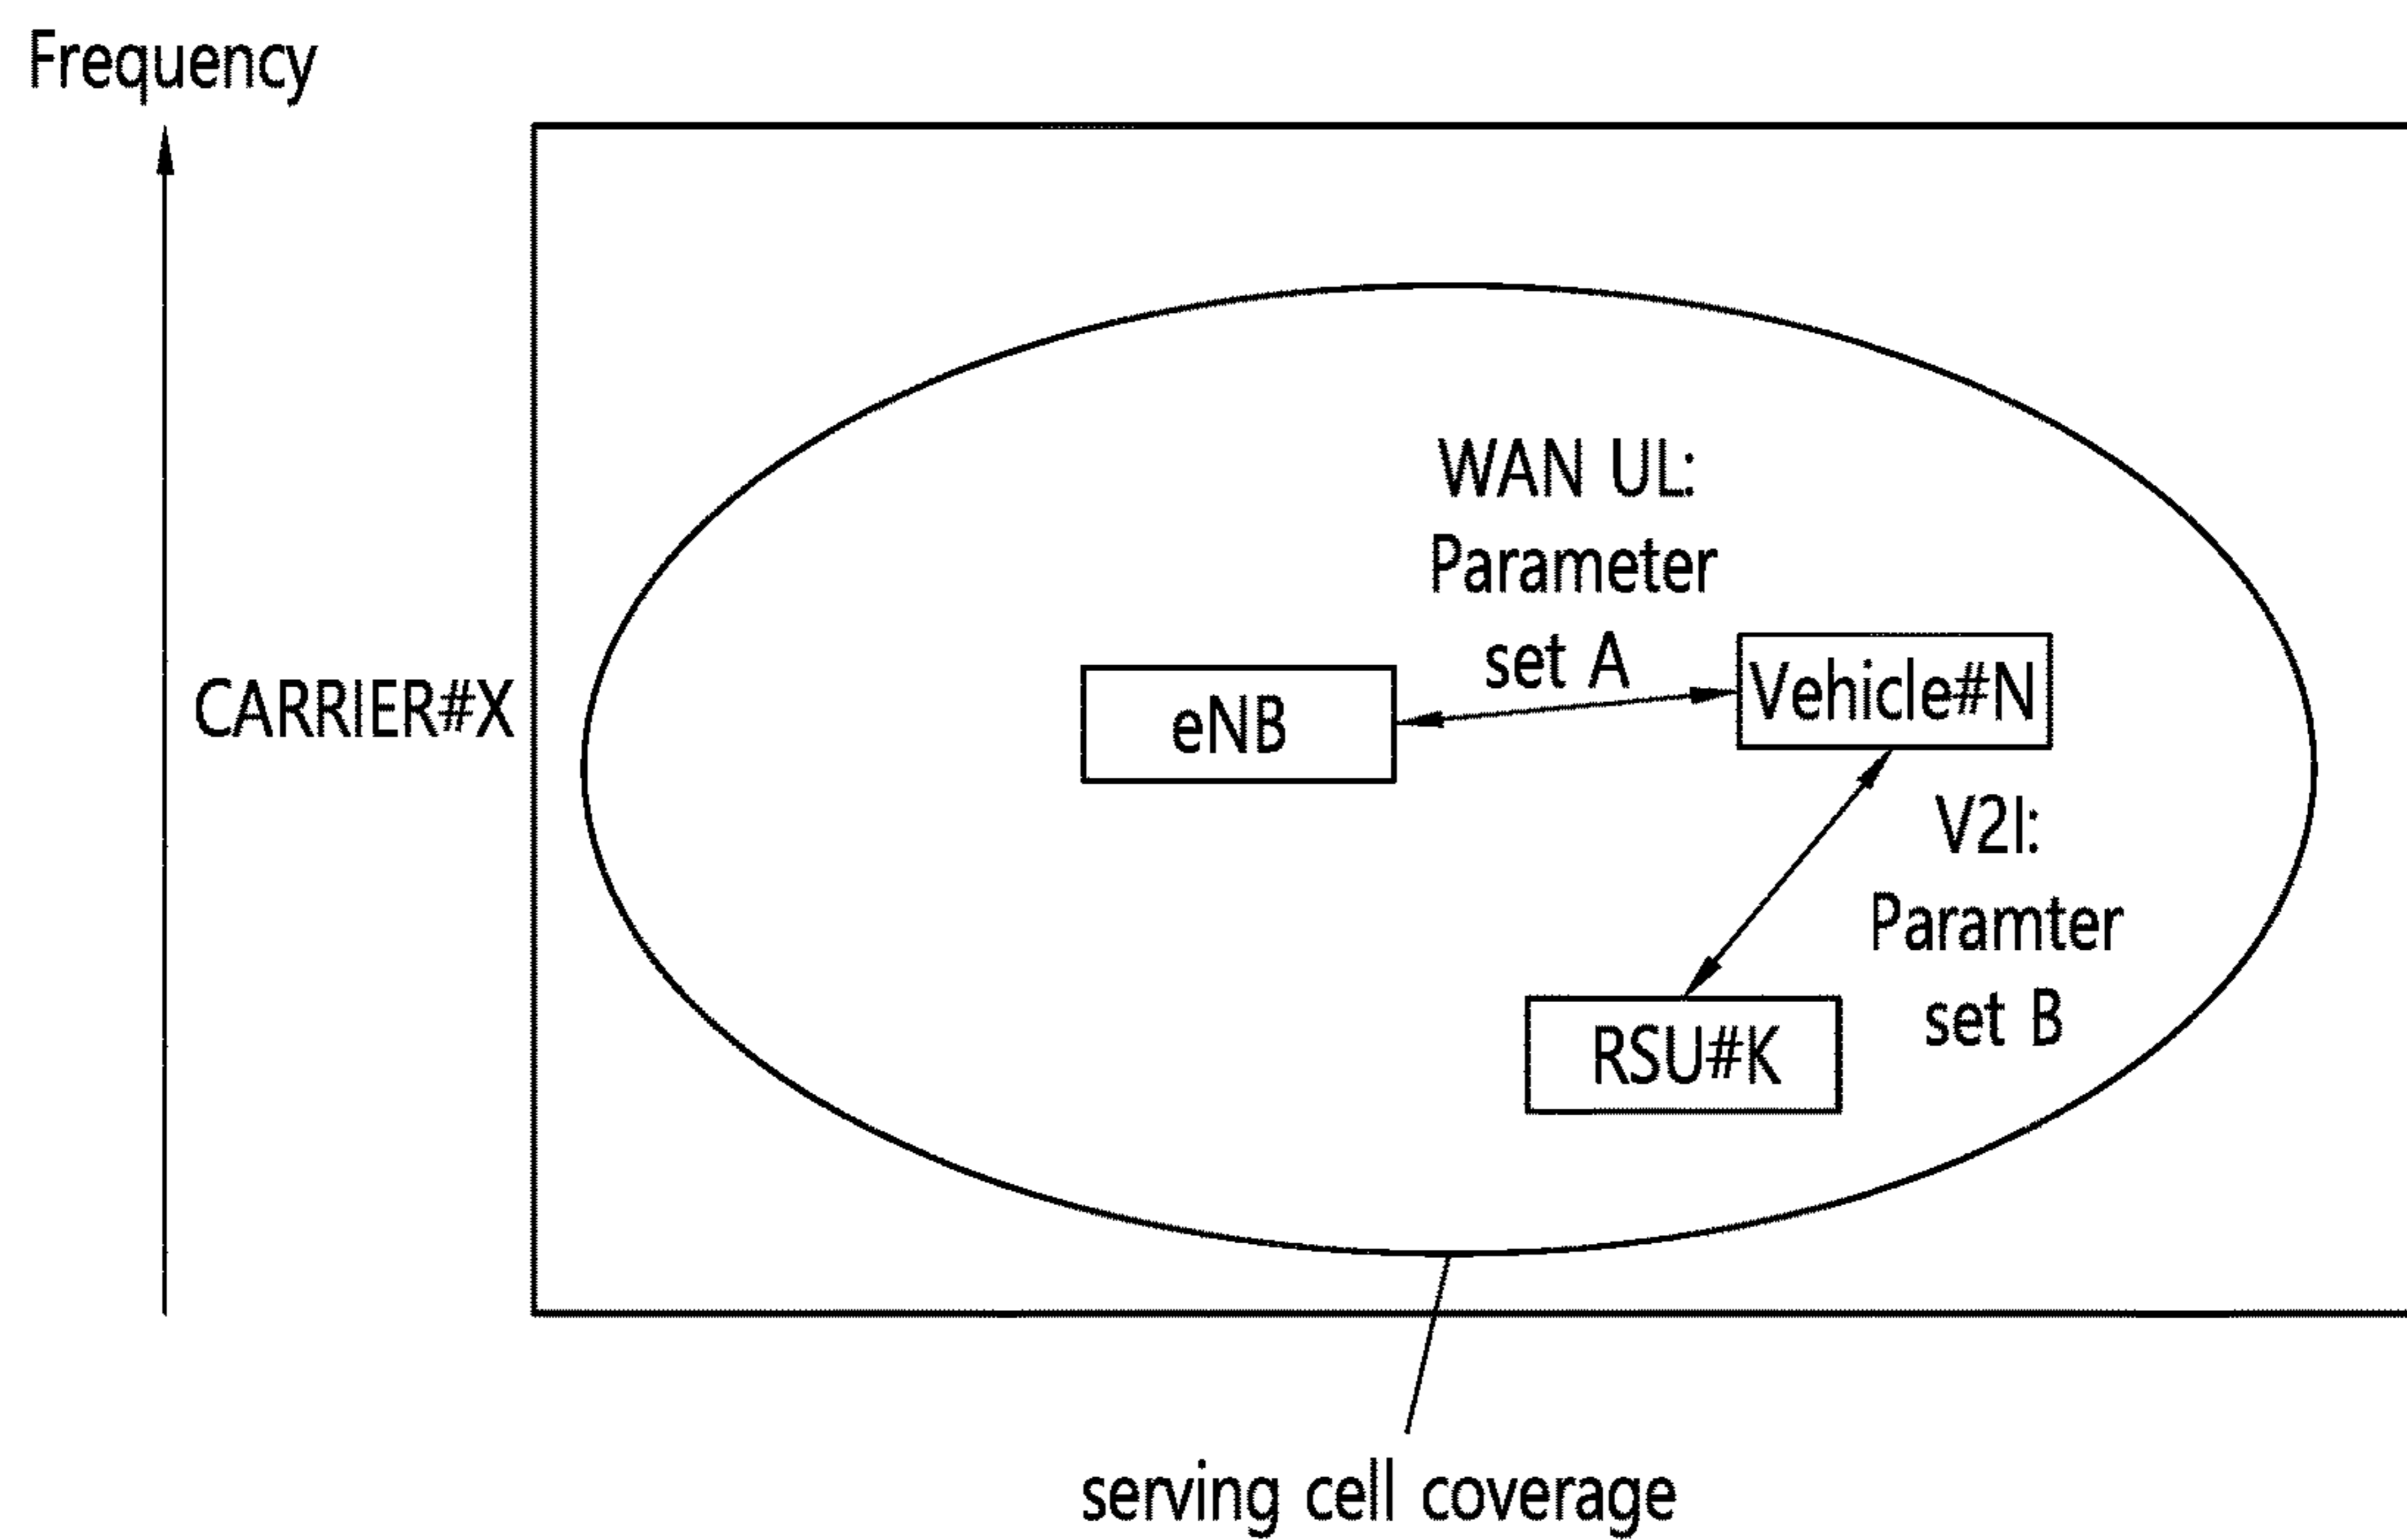 Frequency
WAN UL:
Parameter
set A
CARRIER#X
eNB
Vehicle#N
V2I:
Paramter
set B
RSU#K
serving cell coverage